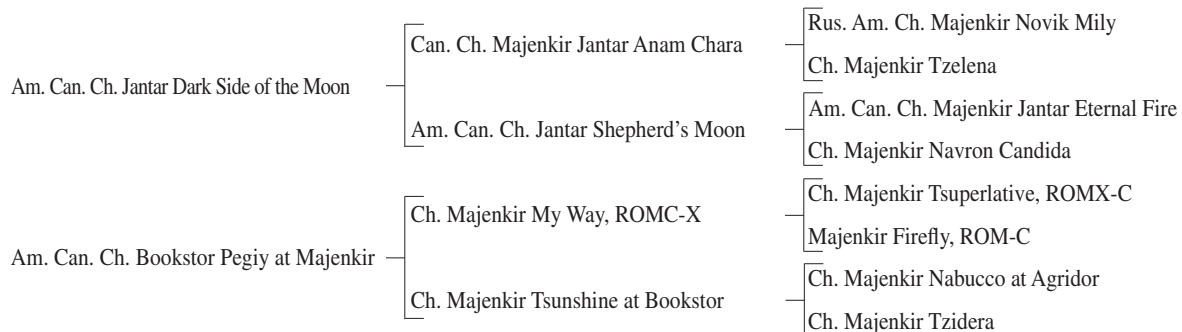 Rus. Am. Ch. Majenkir Novik Mily
Can. Ch. Majenkir Jantar Anam Chara
Ch. Majenkir Tzelena
Am. Can. Ch. Jantar Dark Side of the Moon
Am. Can. Ch. Majenkir Jantar Eternal Fire
Am. Can. Ch. Jantar Shepherd’s Moon
Ch. Majenkir Navron Candida
Ch. Majenkir Tsuperlative, ROMX-C
Ch. Majenkir My Way, ROMC-X
Majenkir Firefly, ROM-C
Am. Can. Ch. Bookstor Pegiy at Majenkir
Ch. Majenkir Nabucco at Agridor
Ch. Majenkir Tsunshine at Bookstor
Ch. Majenkir Tzidera